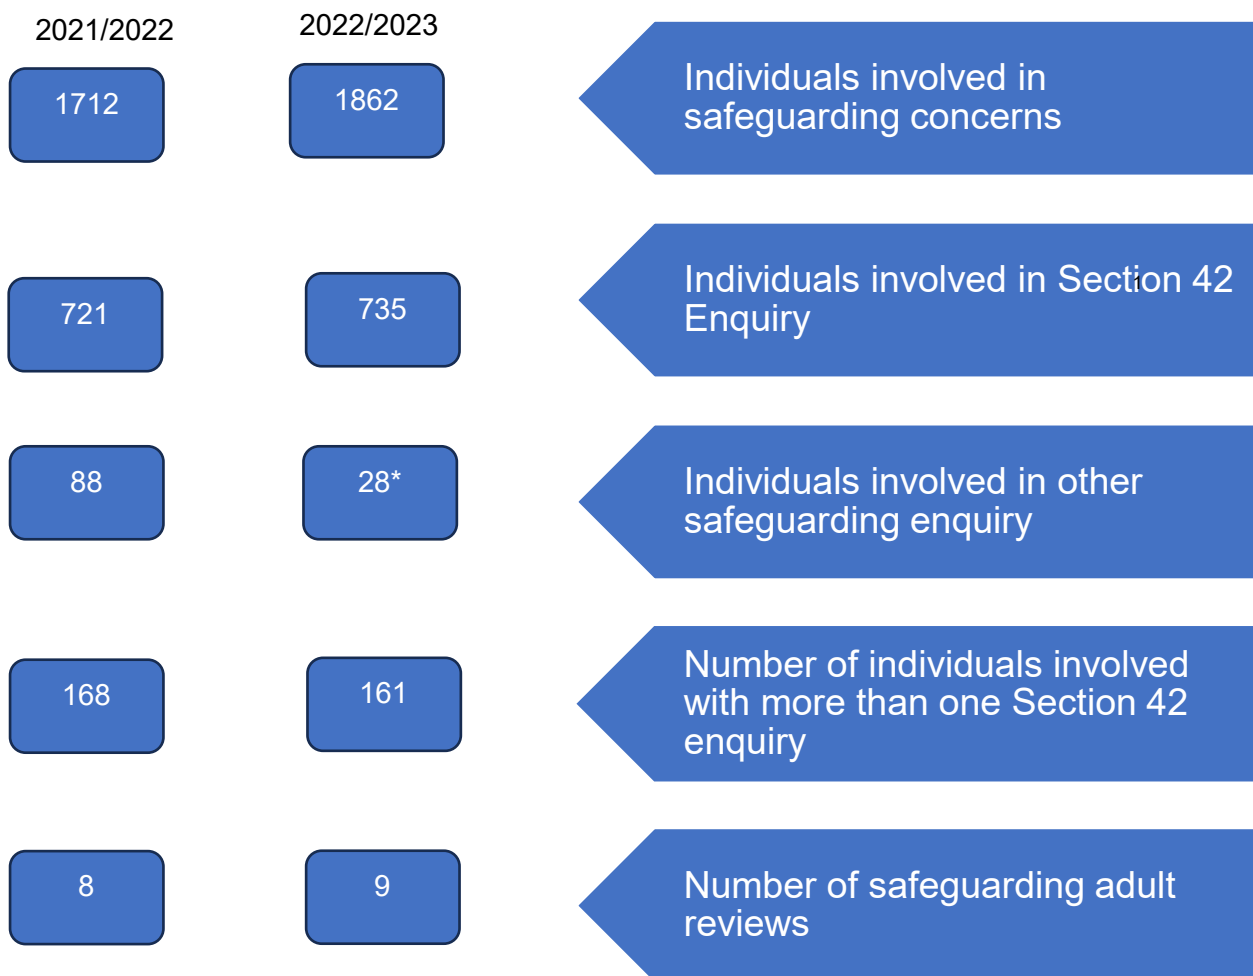 2021/2022
2022/2023
1712
1862
Individuals involved in
safeguarding concerns
721
735
Individuals involved in Section 42
Enquiry
1
88
28*
Individuals involved in other
safeguarding enquiry
168
161
Number of individuals involved
with more than one Section 42
enquiry
8
9
Number of safeguarding adult
reviews